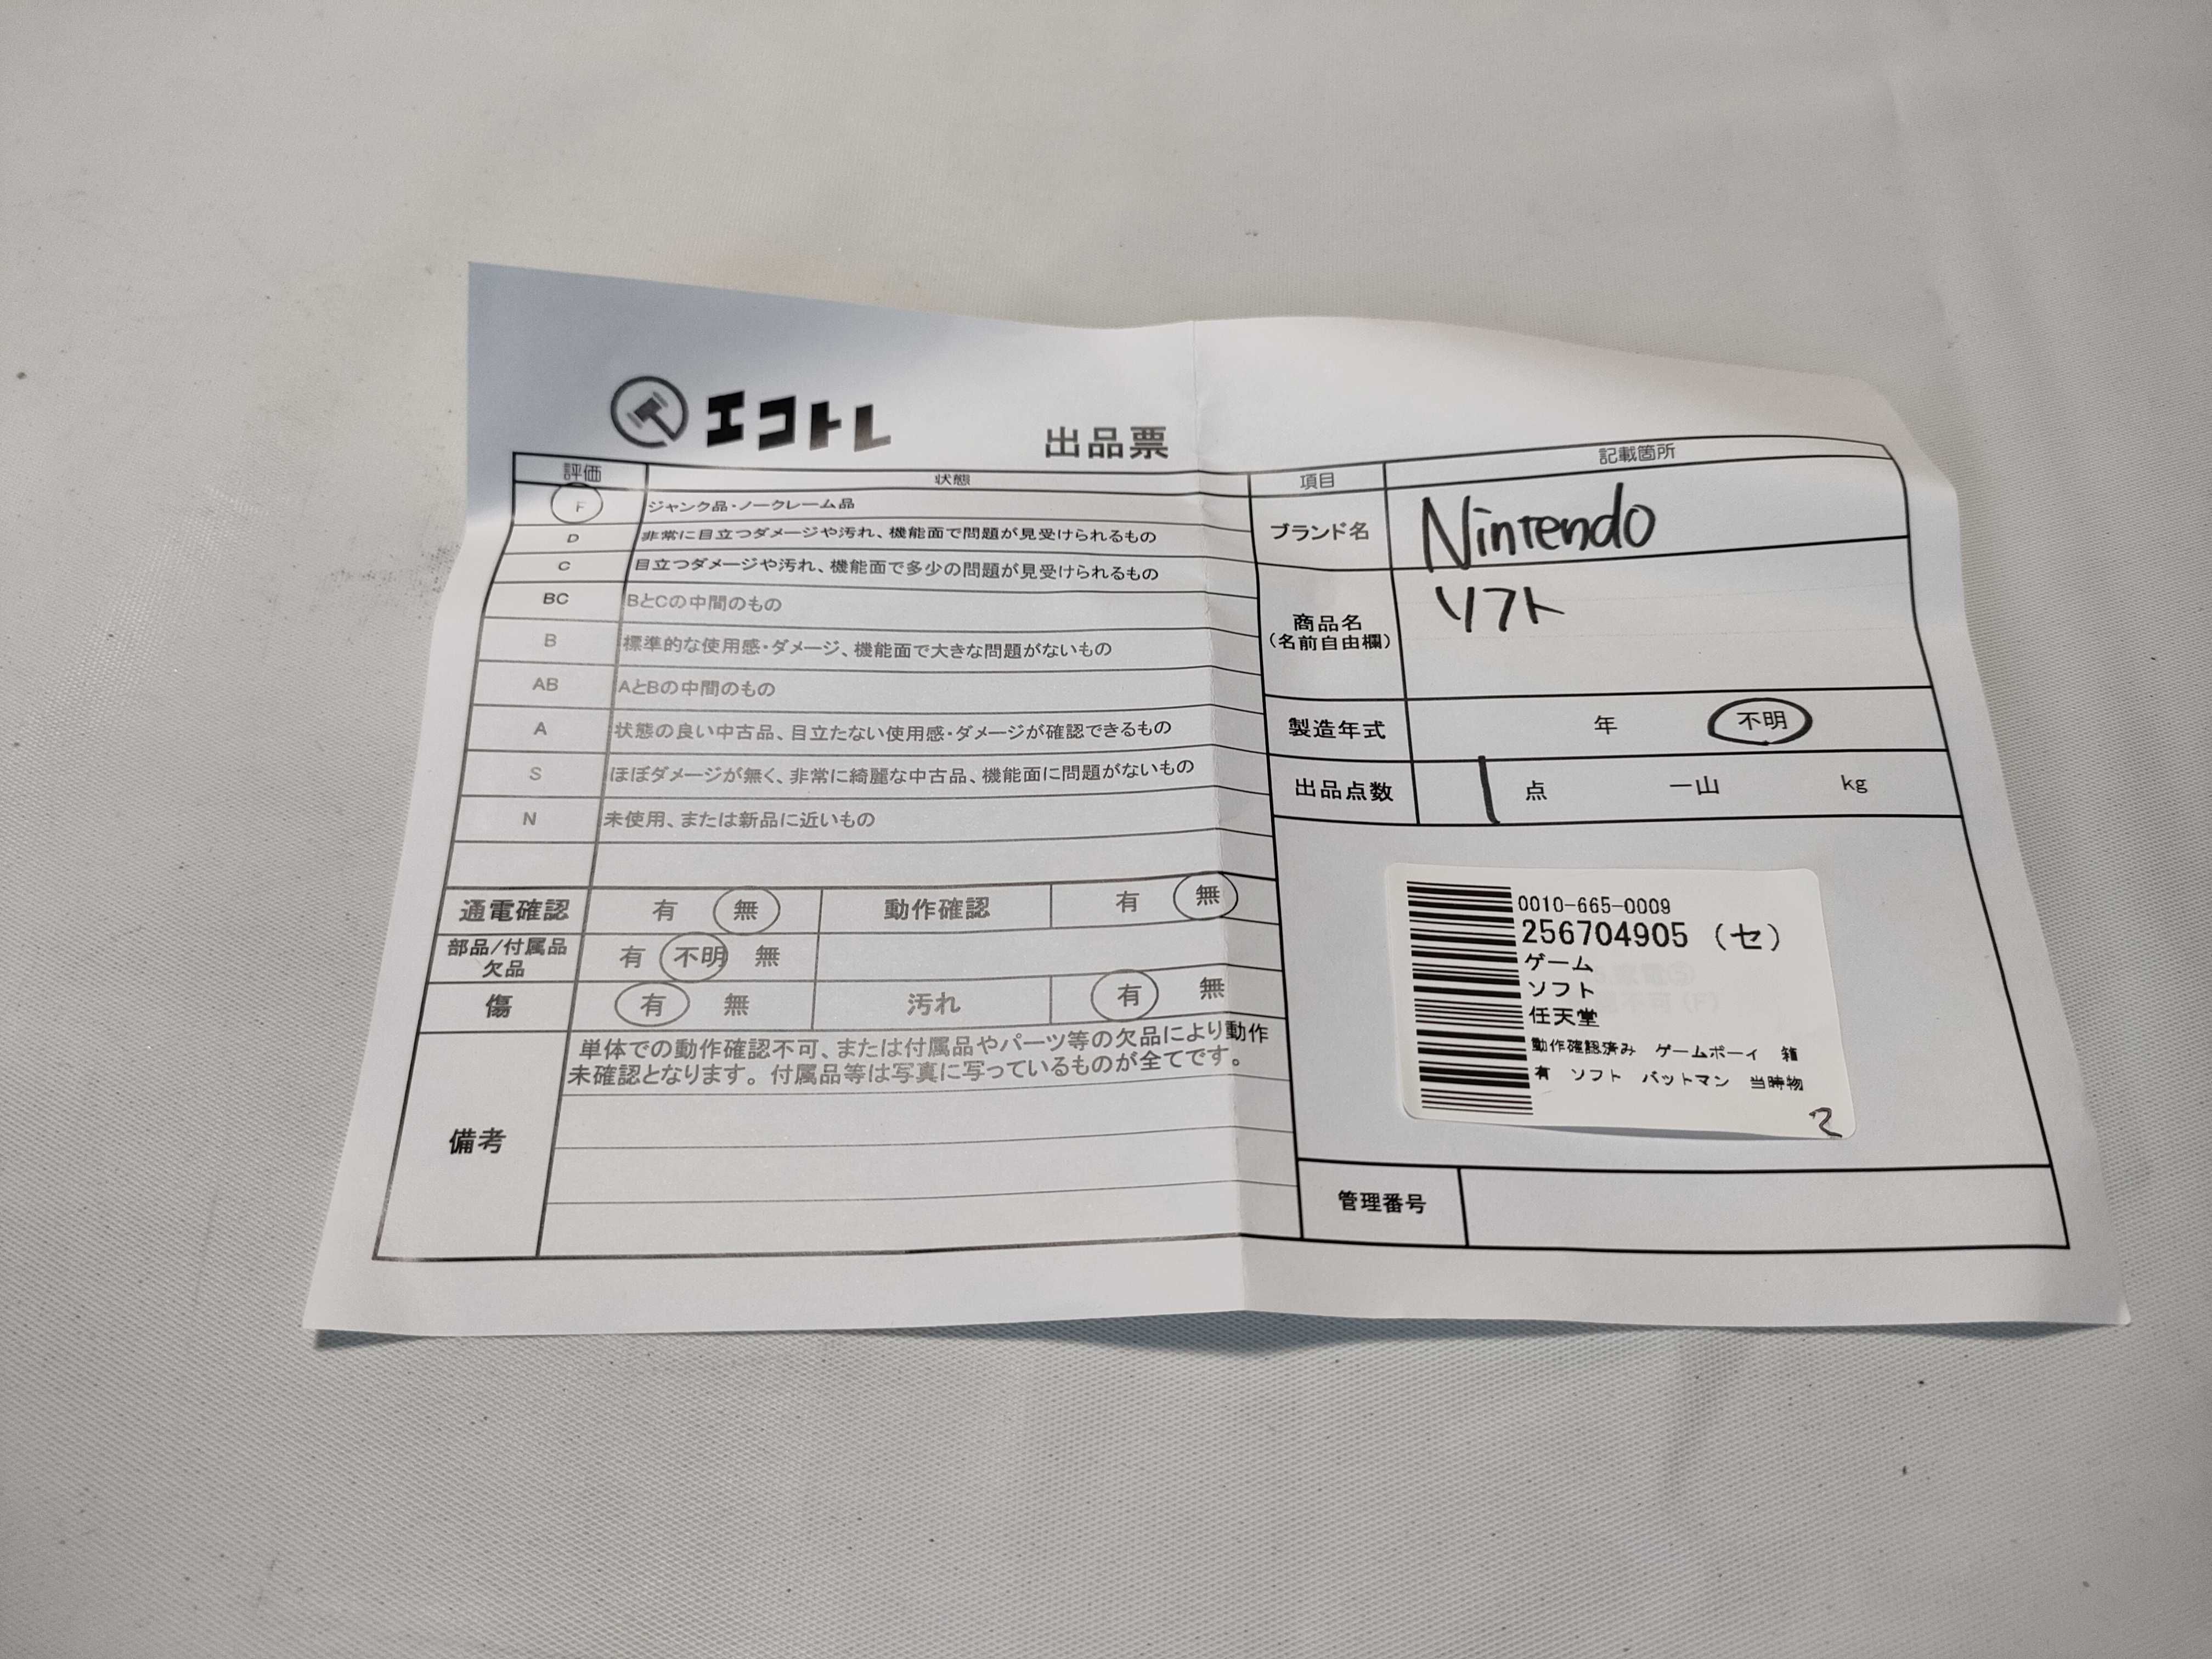 エコトレ
出品票
評価 状態
F ジャンク品・ノークレーム品
D 非常に目立つダメージや汚れ、機能面で問題が見受けられるもの
C 目立つダメージや汚れ、機能面で多少の問題が見受けられるもの
BC BとCの中間のもの
B 標準的な使用感・ダメージ、機能面で大きな問題がないもの
AB AとBの中間のもの
A 状態の良い中古品、目立たない使用感・ダメージが確認できるもの
S ほぼダメージが無く、非常に綺麗な中古品、機能面に問題がないもの
N 未使用、または新品に近いもの
通電確認 有 無 動作確認 有 無
部品/付属品
欠品
有 不明 無
傷 有 無 汚れ 有 無
備考
単体での動作確認不可、または付属品やパーツ等の欠品により動作
未確認となります。付属品等は写真に写っているものが全てです。
項目 記載箇所
ブランド名 Nintendo
商品名
(名前自由欄)
ソフト
製造年式 年 不明
出品点数 1 点 一山 kg
0010-665-0009
256704905 (セ)
ゲーム
ソフト
任天堂
動作確認済み ゲームボーイ 箱
有 ソフト バットマン 当時物
2
管理番号